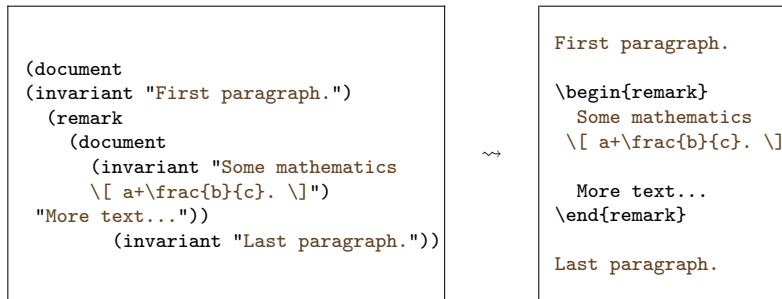 (document
(invariant "First paragraph.")
(remark
(document
(invariant "Some mathematics
\[ a+\frac{b}{c}. \]")
"More text..."))
(invariant "Last paragraph."))
⇝
First paragraph.
\begin{remark}
Some mathematics
\[ a+\frac{b}{c}. \]
More text...
\end{remark}
Last paragraph.